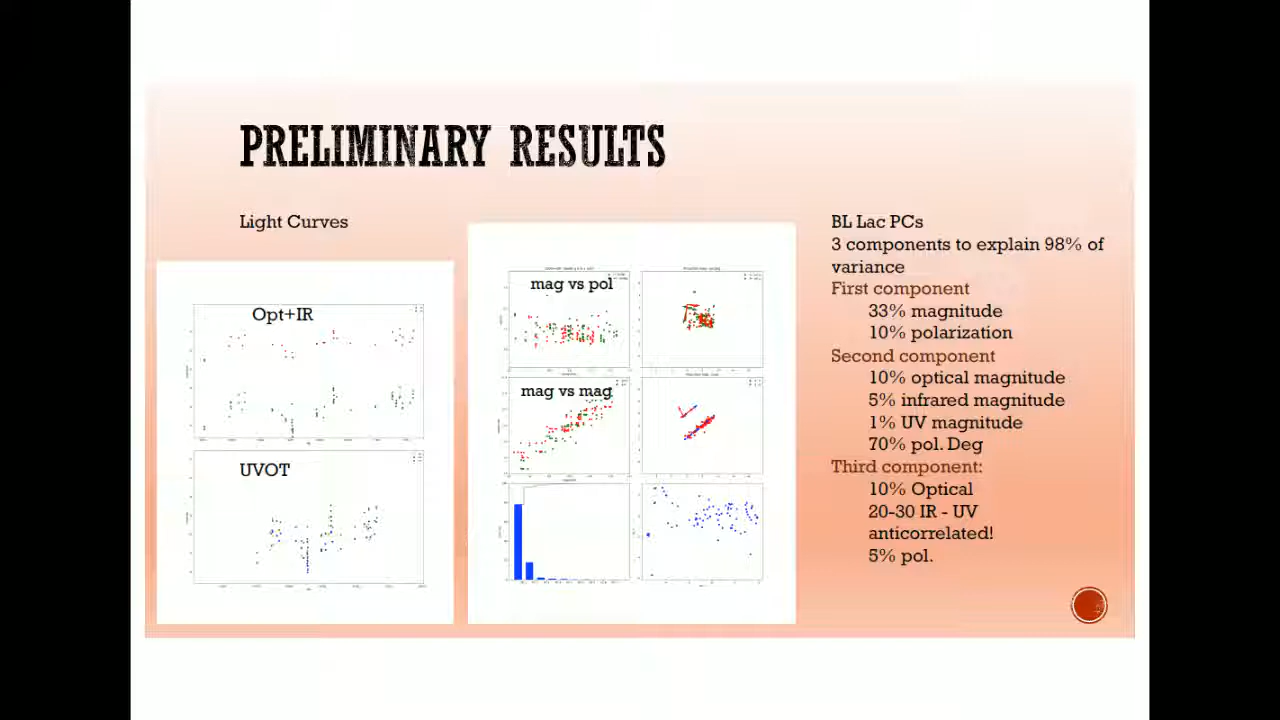 PRELIMINARY RESULTS
Light Curves
Opt+IR
UVOT
mag vs pol
mag vs mag
BL Lac PCs
3 components to explain 98% of
variance
First component
33% magnitude
10% polarization
Second component
10% optical magnitude
5% infrared magnitude
1% UV magnitude
70% pol. Deg
Third component:
10% Optical
20-30 IR - UV
anticorrelated!
5% pol.